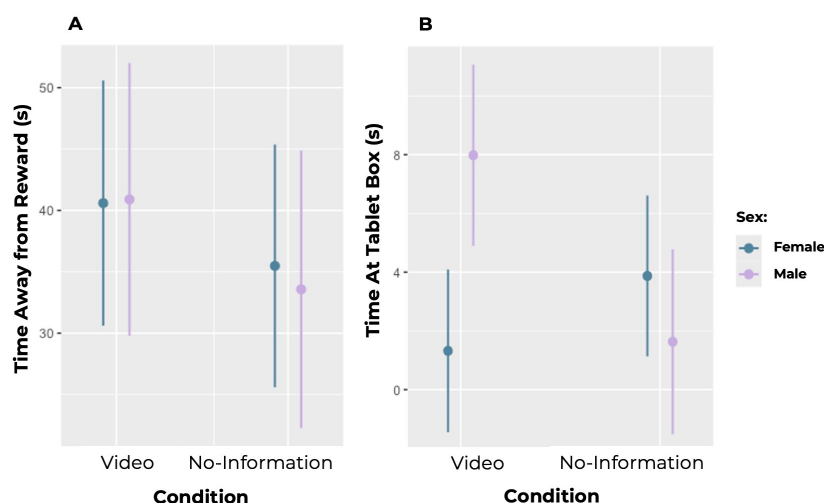 A
Time Away from Reward (s)
50
40
30
Video No-Information
Condition
B
Time At Tablet Box (s)
8
4
0
Video No-Information
Condition
Sex:
Female
Male